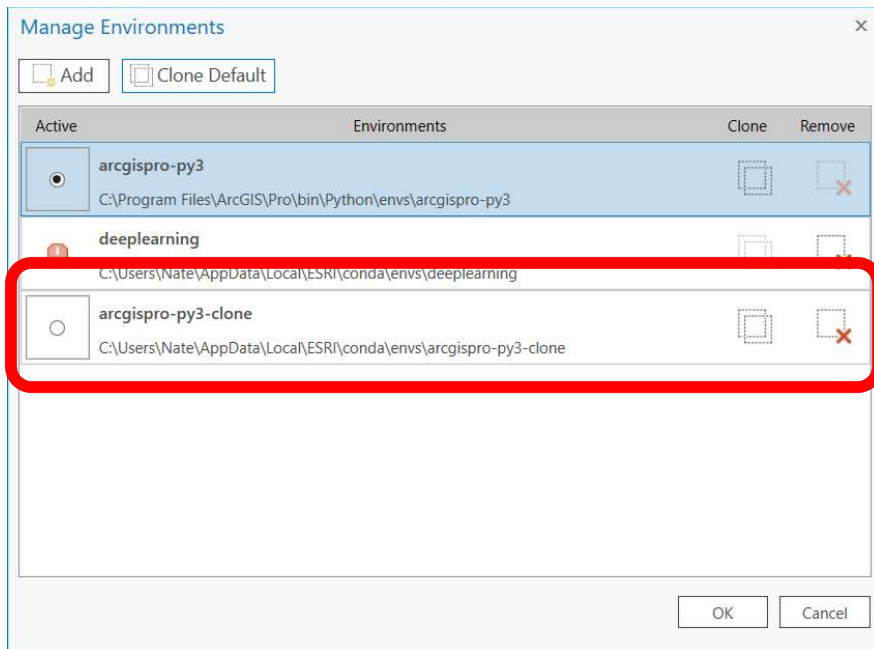 Manage Environments
Add
Clone Default
Active Environments Clone Remove
arcgispro-py3
C:\Program Files\ArcGIS\Pro\bin\Python\envs\arcgispro-py3
deeplearning
C:\Users\Nate\AppData\Local\ESRI\conda\envs\deeplearning
arcgispro-py3-clone
C:\Users\Nate\AppData\Local\ESRI\conda\envs\arcgispro-py3-clone
OK
Cancel